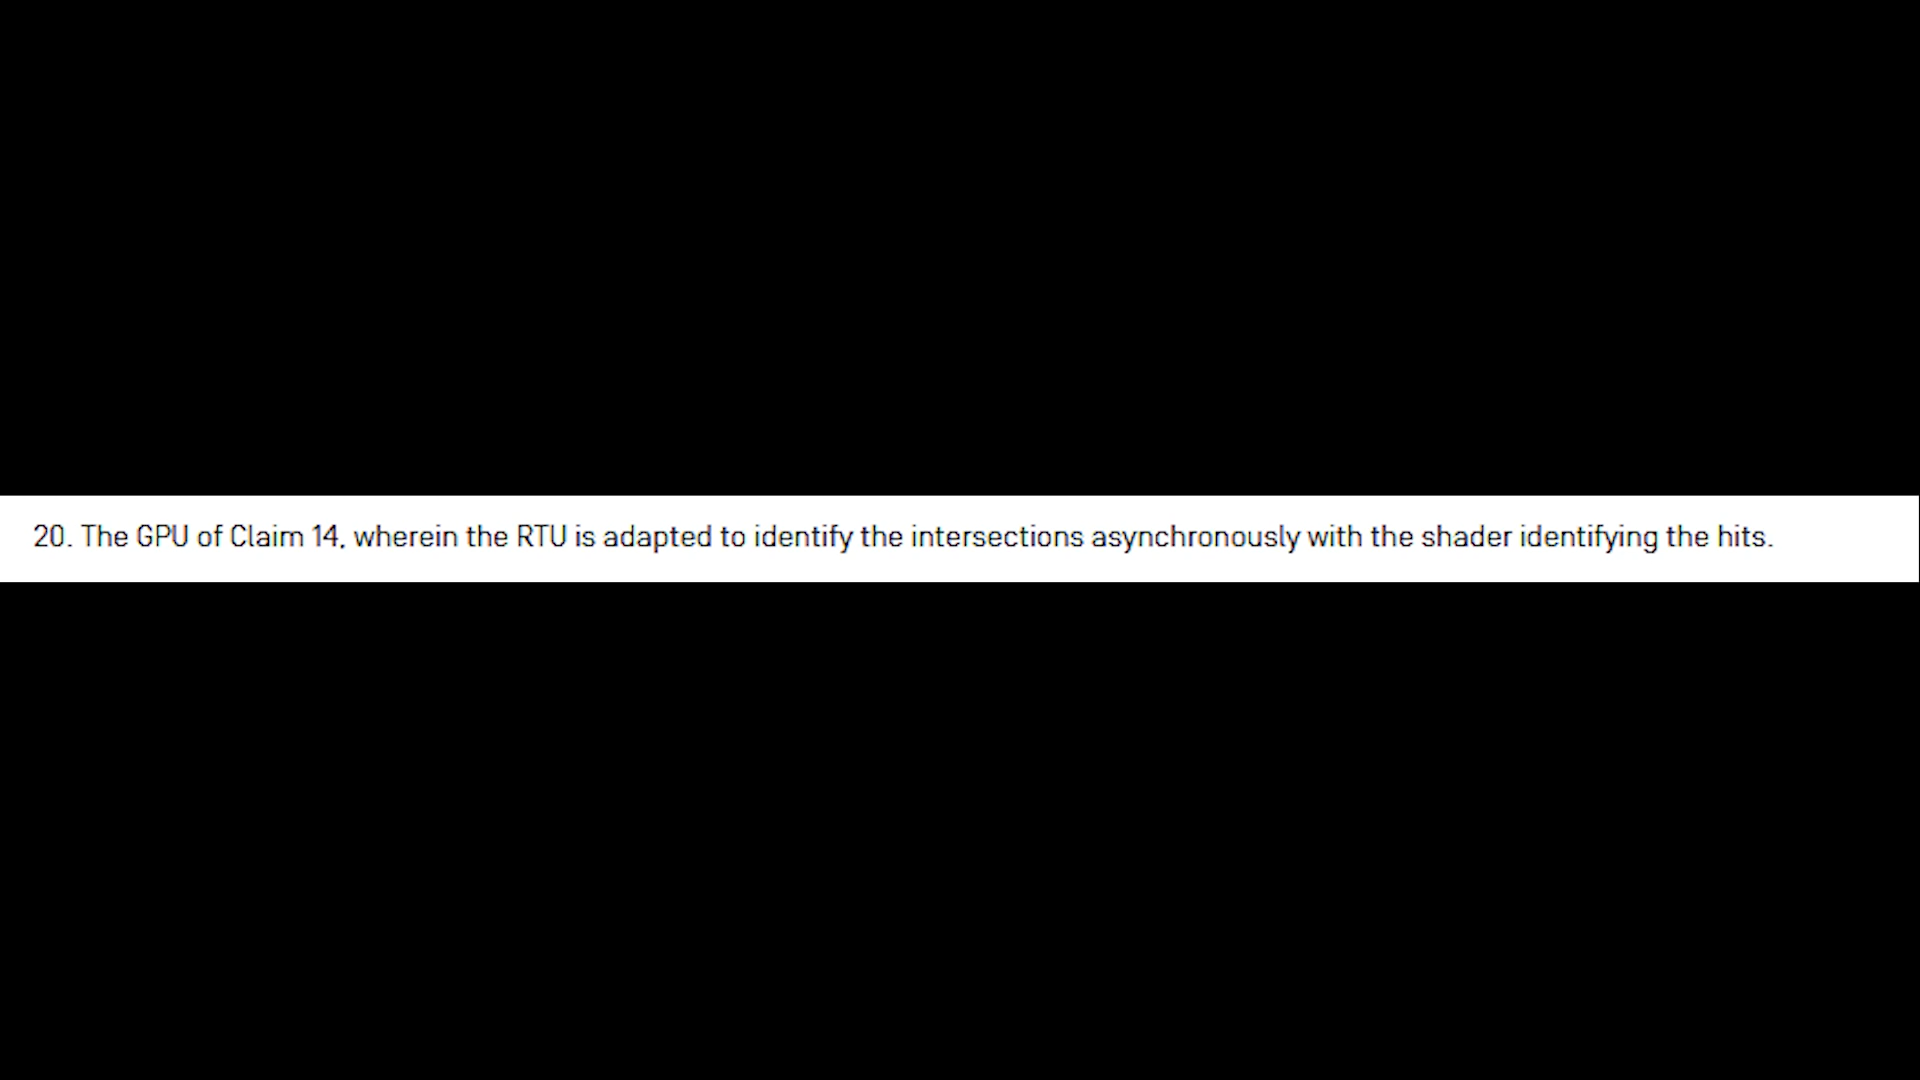 20. The GPU of Claim 14, wherein the RTU is adapted to identify the intersections asynchronously with the shader identifying the hits.